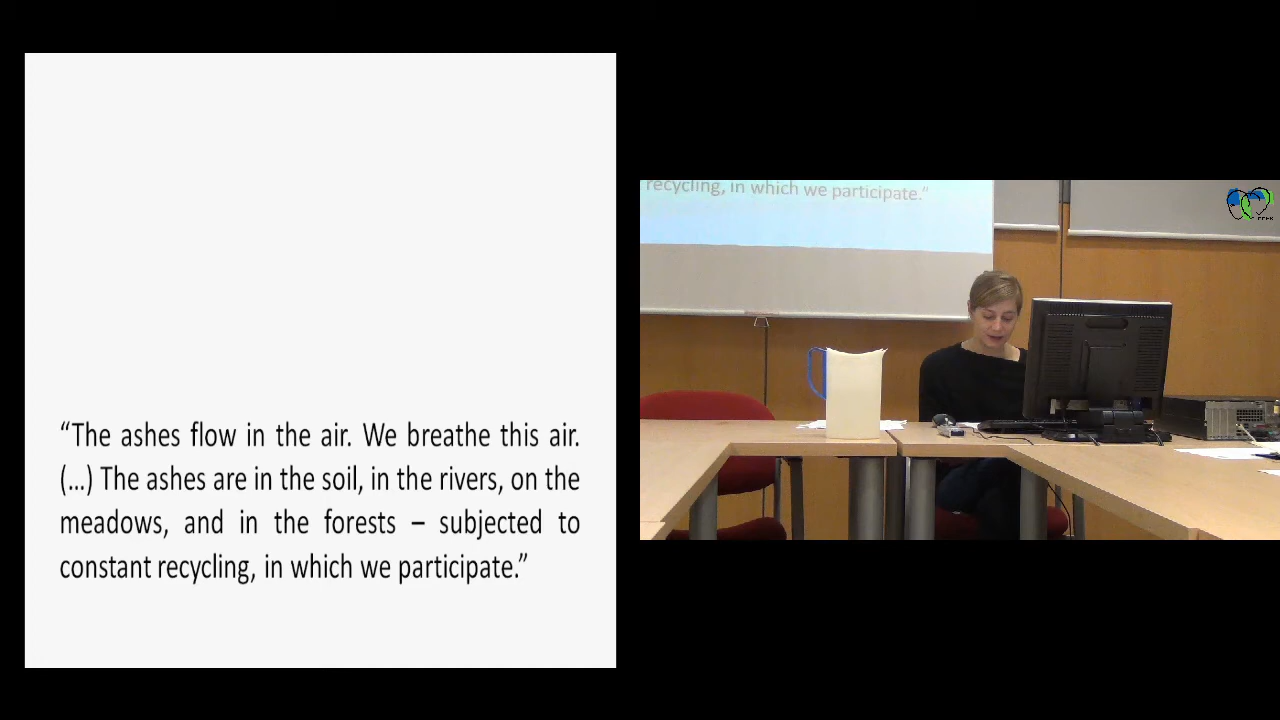 “The ashes flow in the air. We breathe this air.
(...) The ashes are in the soil, in the rivers, on the
meadows, and in the forests – subjected to
constant recycling, in which we participate.”
recycling, in which we participate.”